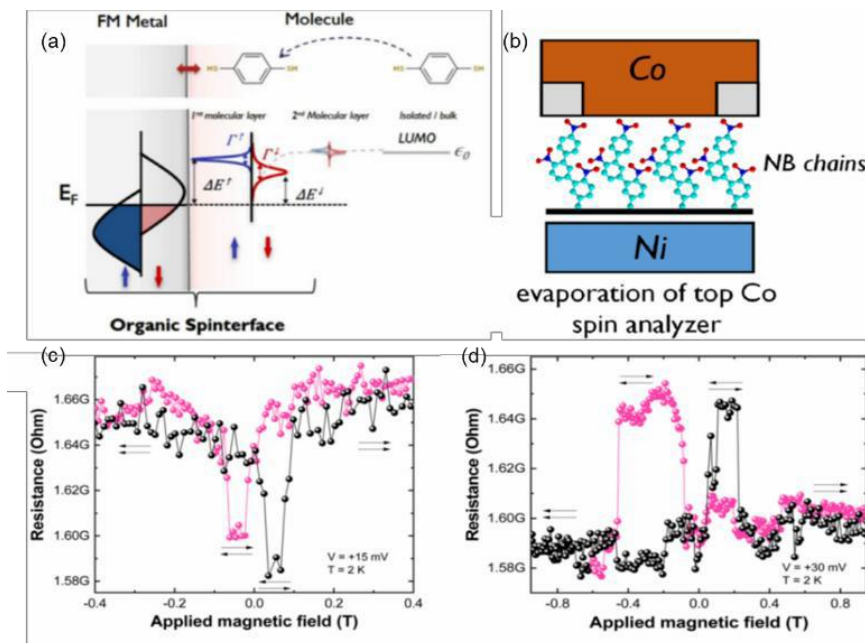 FM Metal
Molecule
(a)
HS
SH
HS
SH
1st molecular layer
2nd Molecular layer
Isolated / bulk
LUMO
Γ↑
Γ↓
ϵ0
ΔE↑
ΔE↓
EF
Organic Spinterface
(b)
Co
NB chains
Ni
evaporation of top Co
spin analyzer
(c)
Resistance (Ohm)
1.66G
1.64G
1.62G
1.60G
1.58G
V = +15 mV
T = 2 K
-0.4
-0.2
0.0
0.2
0.4
Applied magnetic field (T)
(d)
Resistance (Ohm)
1.66G
1.64G
1.62G
1.60G
1.58G
V = +30 mV
T = 2 K
-0.8
-0.4
0.0
0.4
0.8
Applied magnetic field (T)